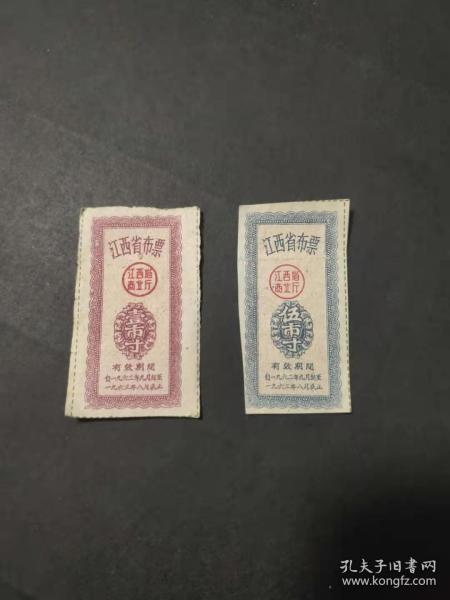 江西省布票
江西省
商业厅
壹市寸
有效期间
自一九六二年九月起至
一九六三年八月底止
江西省布票
江西省
商业厅
伍市寸
有效期间
自一九六二年九月起至
一九六三年八月底止
孔夫子旧书网
www.kongfz.com